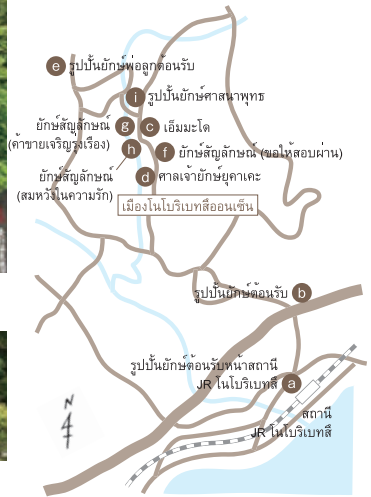 e รูปปั้นยักษ์พ่อลูกต้อนรับ
i รูปปั้นยักษ์ศาสนาพุทธ
ยักษ์สัญลักษณ์ g
(ค้าขายเจริญรุ่งเรือง)
c เอ็มมะโด
f ยักษ์สัญลักษณ์ (ขอให้สอบผ่าน)
h
ยักษ์สัญลักษณ์
(สมหวังในความรัก)
d ศาลเจ้ายักษ์ยุคาเคะ
เมืองโนโบริเบทสึออนเซ็น
รูปปั้นยักษ์ต้อนรับ b
รูปปั้นยักษ์ต้อนรับหน้าสถานี
JR โนโบริเบทสึ a
สถานี
JR โนโบริเบทสึ
N
4